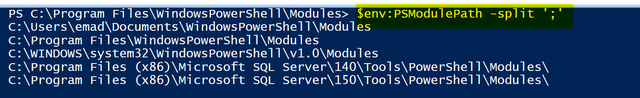 PS C:\Program Files\WindowsPowerShell\Modules> $env:PSModulePath -split ';'
C:\Users\emad\Documents\WindowsPowerShell\Modules
C:\Program Files\WindowsPowerShell\Modules
C:\WINDOWS\system32\WindowsPowerShell\v1.0\Modules
C:\Program Files (x86)\Microsoft SQL Server\140\Tools\PowerShell\Modules\
C:\Program Files (x86)\Microsoft SQL Server\150\Tools\PowerShell\Modules\